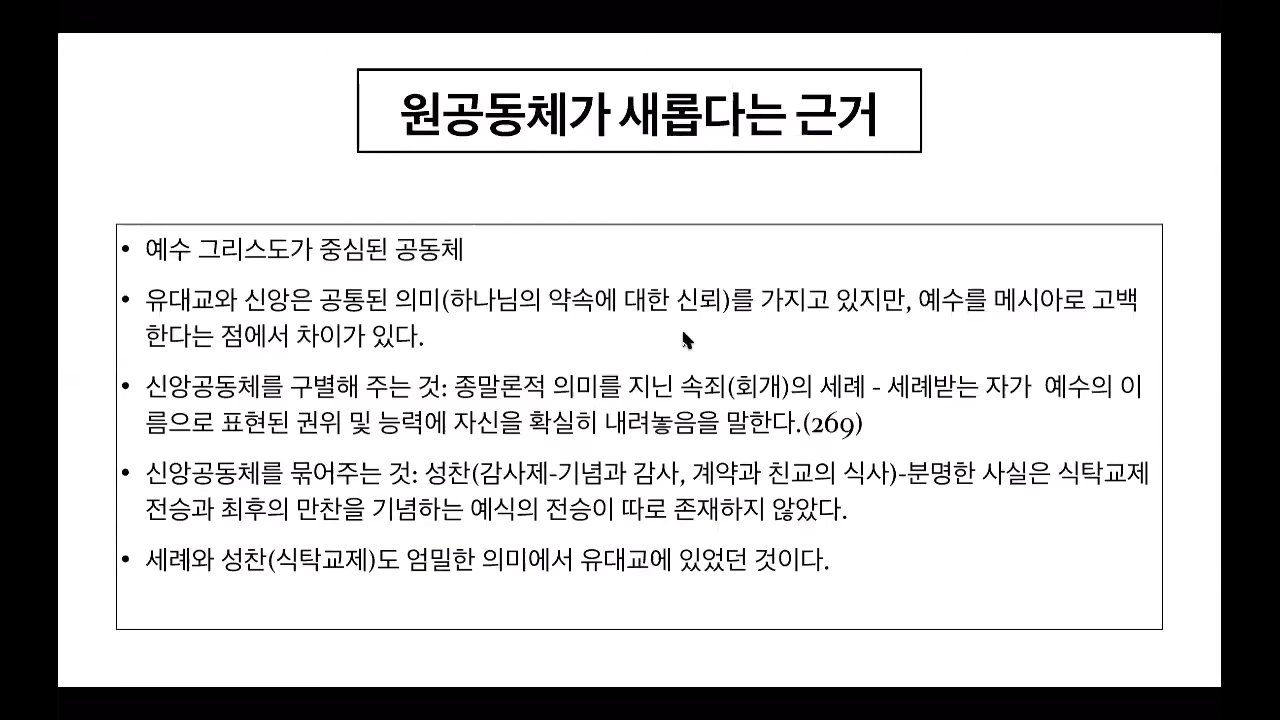 원공동체가 새롭다는 근거
• 예수 그리스도가 중심된 공동체
• 유대교와 신앙은 공통된 의미(하나님의 약속에 대한 신뢰)를 가지고 있지만, 예수를 메시아로 고백
한다는 점에서 차이가 있다.
• 신앙공동체를 구별해 주는 것: 종말론적 의미를 지닌 속죄(회개)의 세례 - 세례받는 자가 예수의 이
름으로 표현된 권위 및 능력에 자신을 확실히 내려놓음을 말한다.(269)
• 신앙공동체를 묶어주는 것: 성찬(감사제-기념과 감사, 계약과 친교의 식사)-분명한 사실은 식탁교제
전승과 최후의 만찬을 기념하는 예식의 전승이 따로 존재하지 않았다.
• 세례와 성찬(식탁교제)도 엄밀한 의미에서 유대교에 있었던 것이다.